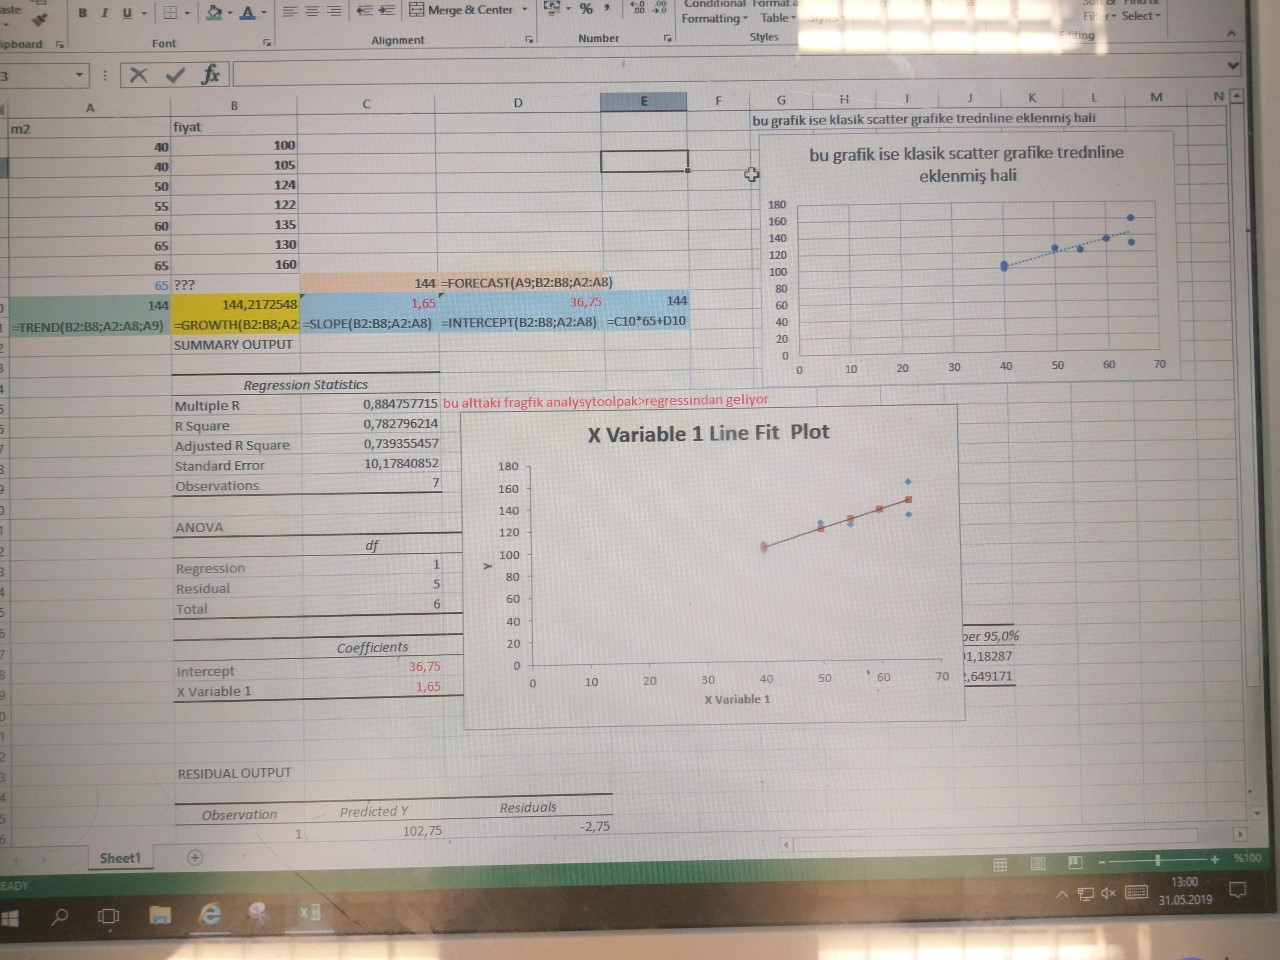 aste
B I U
Merge & Center
% ,
Conditional Format a
Formatting Table
Filter Select
ipboard
Font
Alignment
Number
Styles
Editing
3
fx
A B C D E F G H I J K L M N
m2 fiyat bu grafik ise klasik scatter grafike trednline eklenmiş hali
40 100
40 105
50 124
55 122
60 135
65 130
65 160
65 ??? 144 =FORECAST(A9;B2:B8;A2:A8)
144 144,2172548 1,65 36,75 144
=TREND(B2:B8;A2:A8;A9) =GROWTH(B2:B8;A2: =SLOPE(B2:B8;A2:A8) =INTERCEPT(B2:B8;A2:A8) =C10*65+D10
bu grafik ise klasik scatter grafike trednline
eklenmiş hali
180
160
140
120
100
80
60
40
20
0
0 10 20 30 40 50 60 70
SUMMARY OUTPUT
Regression Statistics
Multiple R 0,884757715 bu alttaki fragfik analysytoolpak>regressindan geliyor
R Square 0,782796214
Adjusted R Square 0,739355457
Standard Error 10,17840852
Observations 7
ANOVA
df
Regression 1
Residual 5
Total 6
Coefficients
Intercept 36,75
X Variable 1 1,65
X Variable 1 Line Fit Plot
180
160
140
120
100
80
60
40
20
0
Y
0 10 20 30 40 50 60 70
X Variable 1
per 95,0%
1,18287
,649171
RESIDUAL OUTPUT
Observation Predicted Y Residuals
1 102,75 -2,75
Sheet1
EADY
%100
13:00
31.05.2019